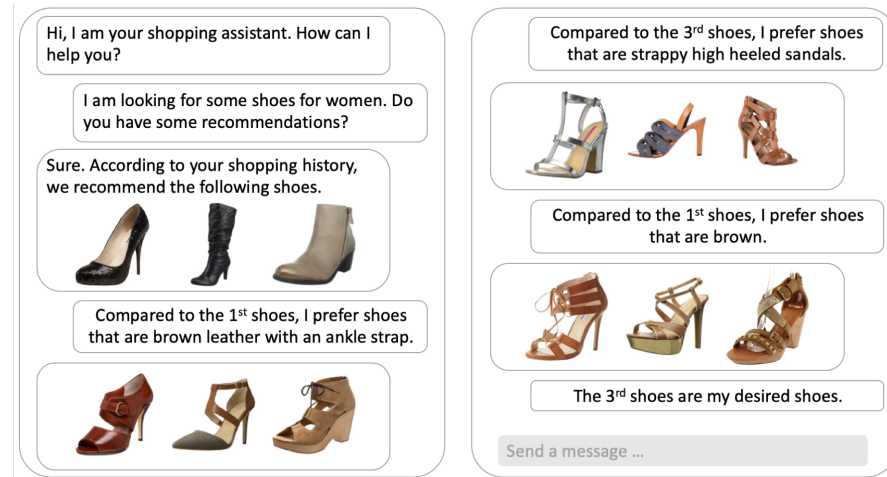 Hi, I am your shopping assistant. How can I
help you?
I am looking for some shoes for women. Do
you have some recommendations?
Sure. According to your shopping history,
we recommend the following shoes.
Compared to the 1st shoes, I prefer shoes
that are brown leather with an ankle strap.
Compared to the 3rd shoes, I prefer shoes
that are strappy high heeled sandals.
Compared to the 1st shoes, I prefer shoes
that are brown.
The 3rd shoes are my desired shoes.
Send a message ...